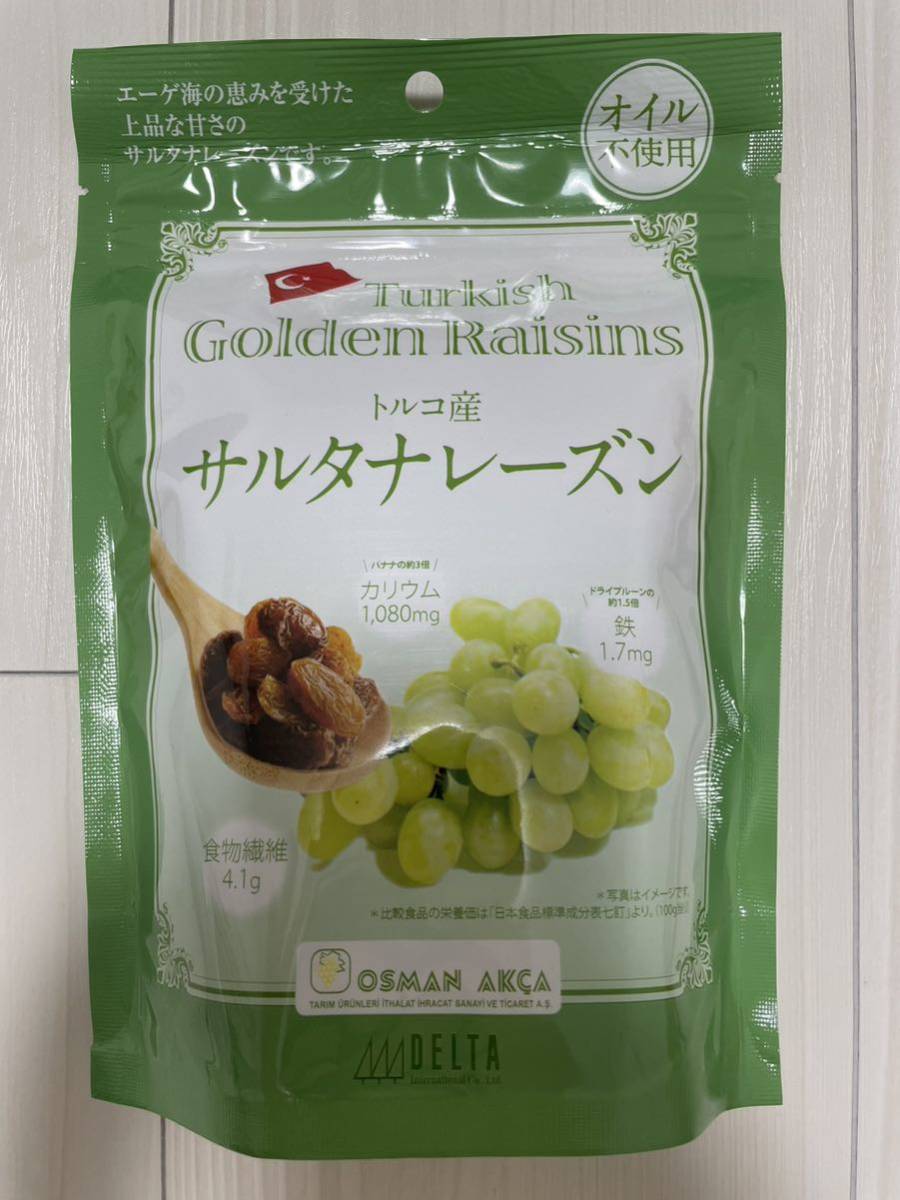 エーゲ海の恵みを受けた
上品な甘さの
サルタナレーズンです。
オイル
不使用
Turkish
Golden Raisins
トルコ産
サルタナレーズン
バナナの約3倍
カリウム
1,080mg
ドライプルーンの
約1.5倍
鉄
1.7mg
食物繊維
4.1g
*写真はイメージです。
*比較食品の栄養価は「日本食品標準成分表七訂」より。
OSMAN AKÇA
TARIM ÜRÜNLERİ İTHALAT İHRACAT SANAYİ VE TİCARET A.Ş.
DELTA
International Co., Ltd.